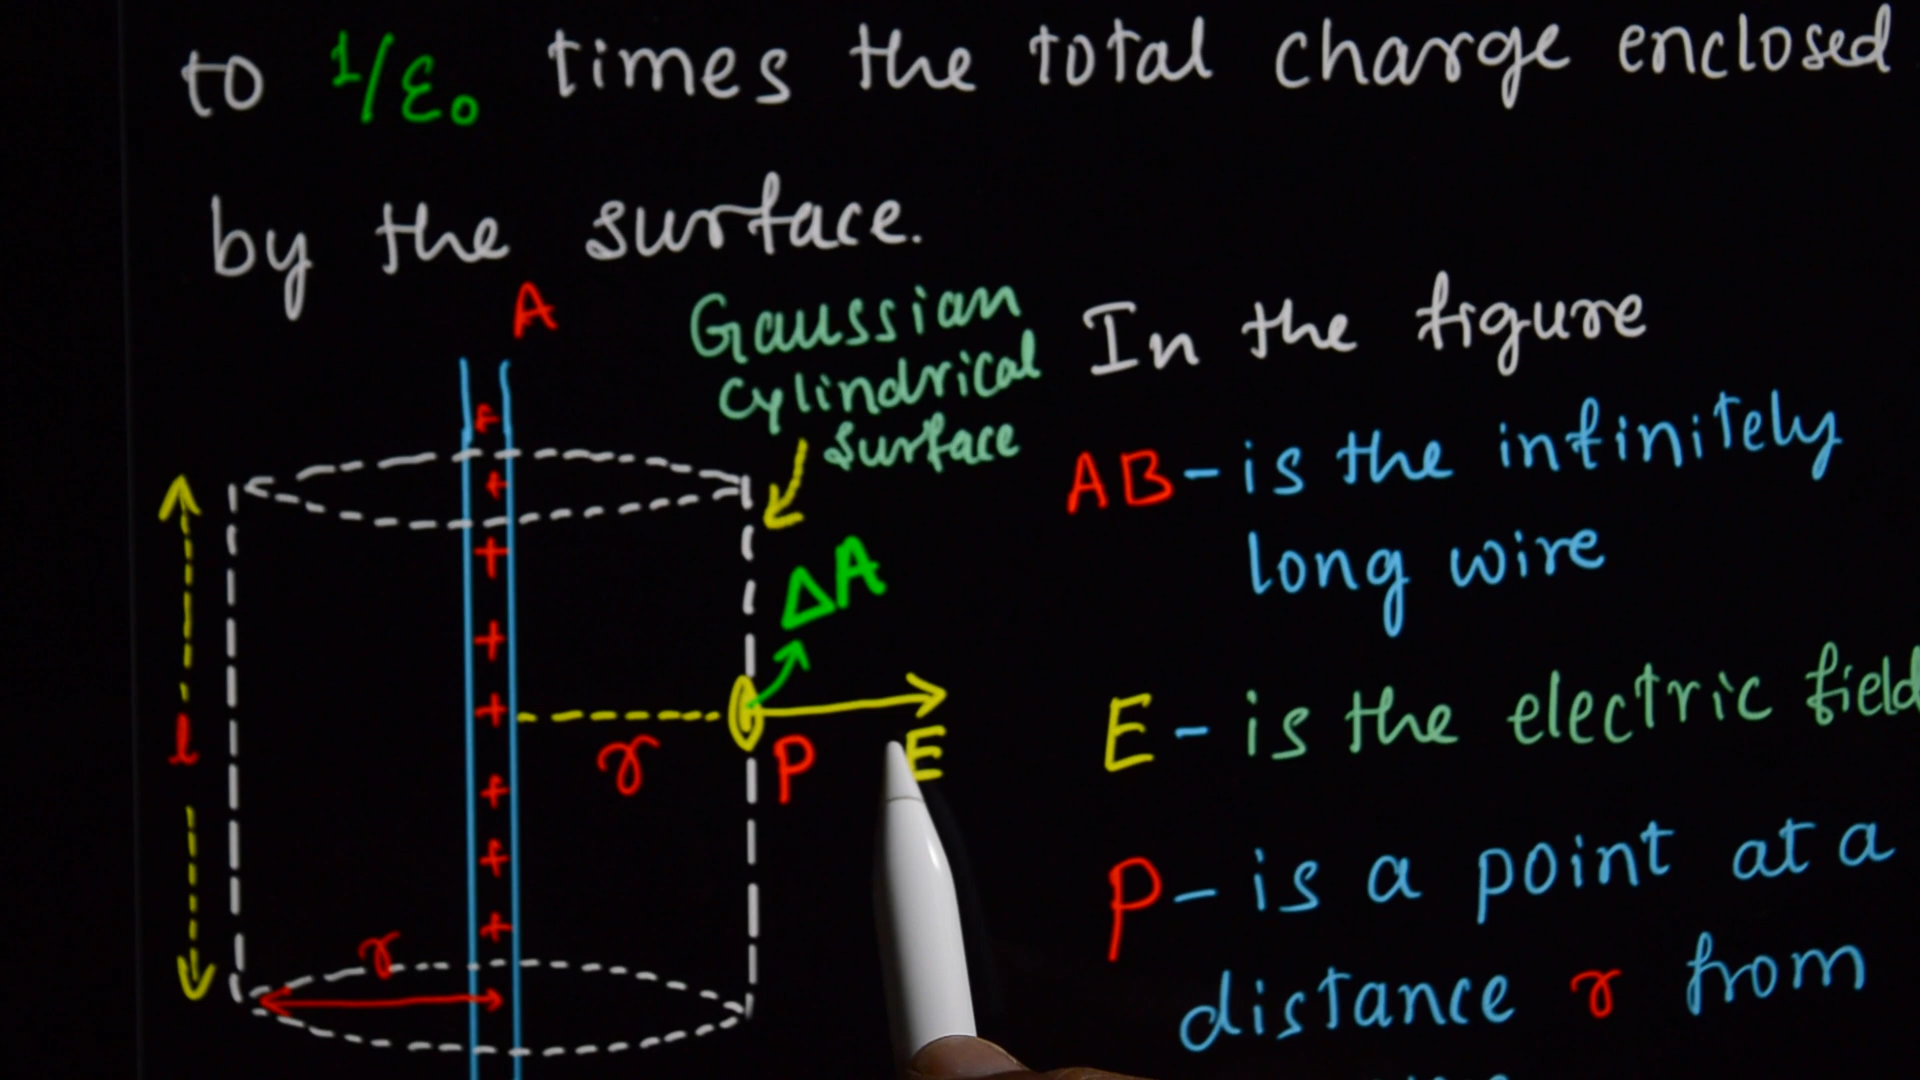 to 1/ε₀ times the total charge enclosed
by the surface.
A
Gaussian
Cylindrical
Surface
ΔA
r
P
E
l
r
In the figure
AB - is the infinitely
long wire
E - is the electric field
P - is a point at a
distance r from